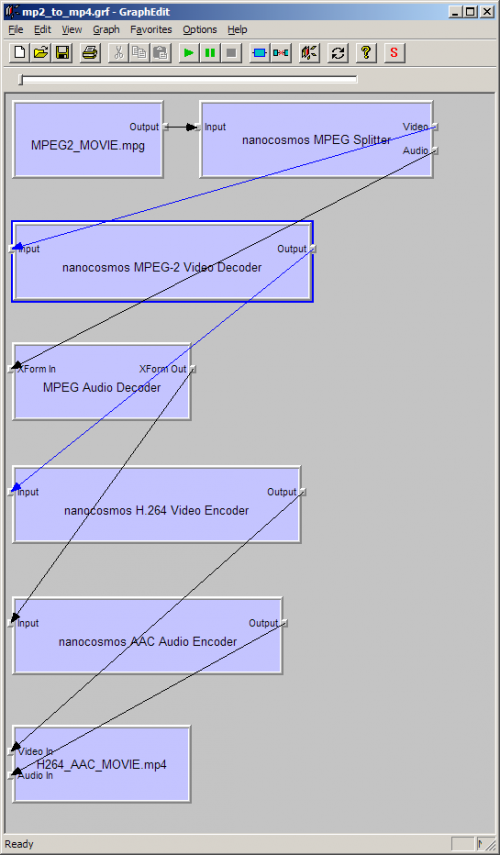 mp2_to_mp4.grf - GraphEdit
File Edit View Graph Favorites Options Help
S
Output
MPEG2_MOVIE.mpg
Input
Video
nanocosmos MPEG Splitter
Audio
Input
Output
nanocosmos MPEG-2 Video Decoder
XForm In
XForm Out
MPEG Audio Decoder
Input
Output
nanocosmos H.264 Video Encoder
Input
Output
nanocosmos AAC Audio Encoder
Video In
H264_AAC_MOVIE.mp4
Audio In
Ready